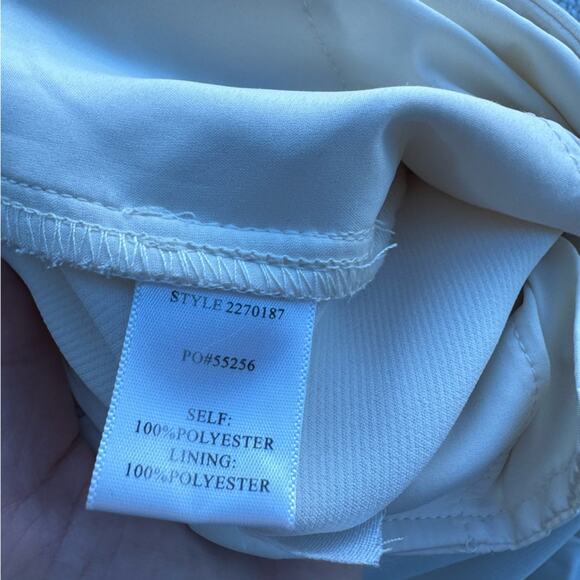 STYLE 2270187
PO#55256
SELF:
100%POLYESTER
LINING:
100%POLYESTER